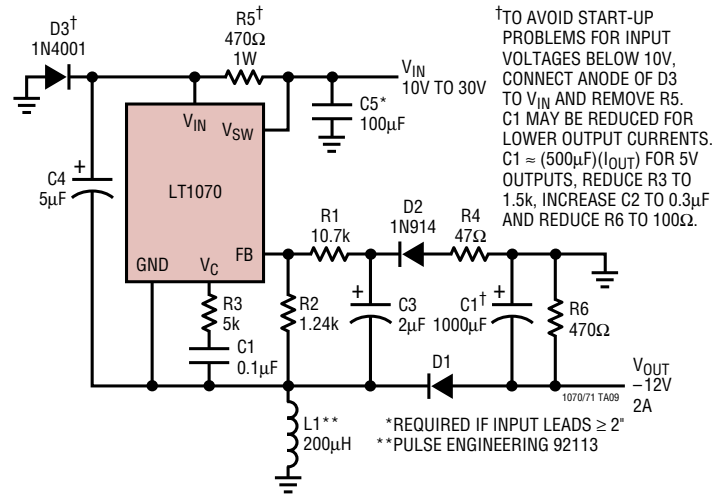 D3†
1N4001
R5†
470Ω
1W
VIN
10V TO 30V
C5*
100µF
†TO AVOID START-UP
PROBLEMS FOR INPUT
VOLTAGES BELOW 10V,
CONNECT ANODE OF D3
TO VIN AND REMOVE R5.
C1 MAY BE REDUCED FOR
LOWER OUTPUT CURRENTS.
C1 ≈ (500µF)(IOUT) FOR 5V
OUTPUTS, REDUCE R3 TO
1.5k, INCREASE C2 TO 0.3µF
AND REDUCE R6 TO 100Ω.
VIN
VSW
LT1070
GND
VC
FB
+
C4
5µF
R1
10.7k
D2
1N914
R4
47Ω
R3
5k
C1
0.1µF
R2
1.24k
+
C3
2µF
C1†
+
1000µF
R6
470Ω
D1
VOUT
–12V
2A
1070/71 TA09
L1**
200µH
*REQUIRED IF INPUT LEADS ≥ 2"
**PULSE ENGINEERING 92113